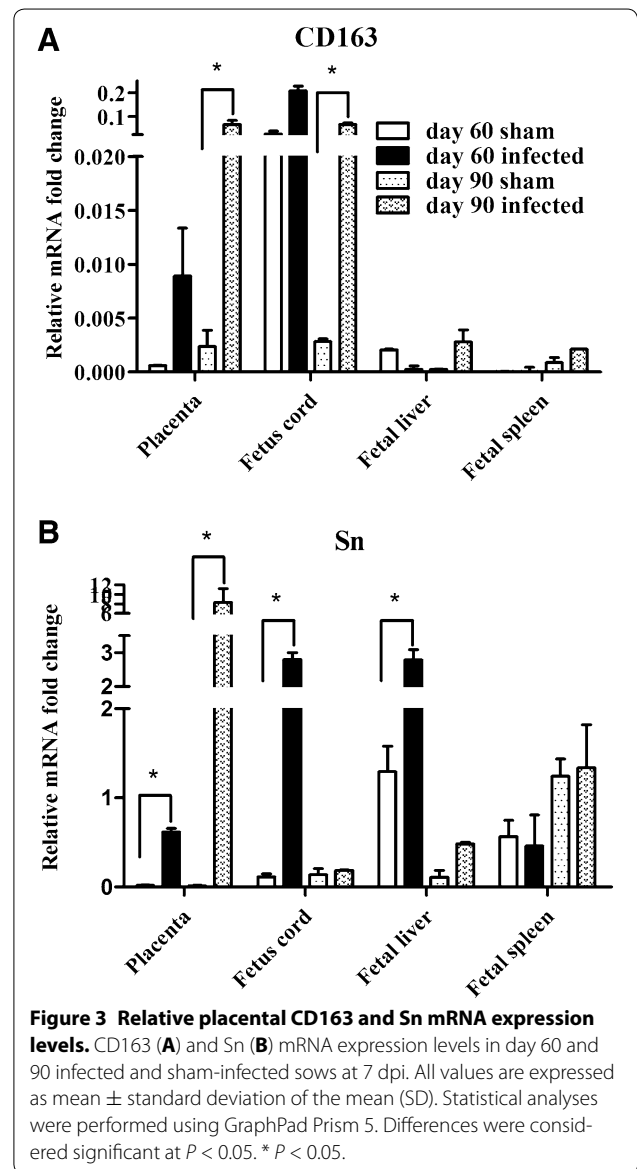 A
CD163
Relative mRNA fold change
0.2
0.1
0.020
0.015
0.010
0.005
0.000
*
*
day 60 sham
day 60 infected
day 90 sham
day 90 infected
Placenta
Fetus cord
Fetal liver
Fetal spleen
B
Sn
Relative mRNA fold change
12
10
8
6
3
2
2
1
0
*
*
*
*
Placenta
Fetus cord
Fetal liver
Fetal spleen
Figure 3 Relative placental CD163 and Sn mRNA expression
levels. CD163 (A) and Sn (B) mRNA expression levels in day 60 and
90 infected and sham-infected sows at 7 dpi. All values are expressed
as mean ± standard deviation of the mean (SD). Statistical analyses
were performed using GraphPad Prism 5. Differences were consid-
ered significant at P < 0.05. * P < 0.05.